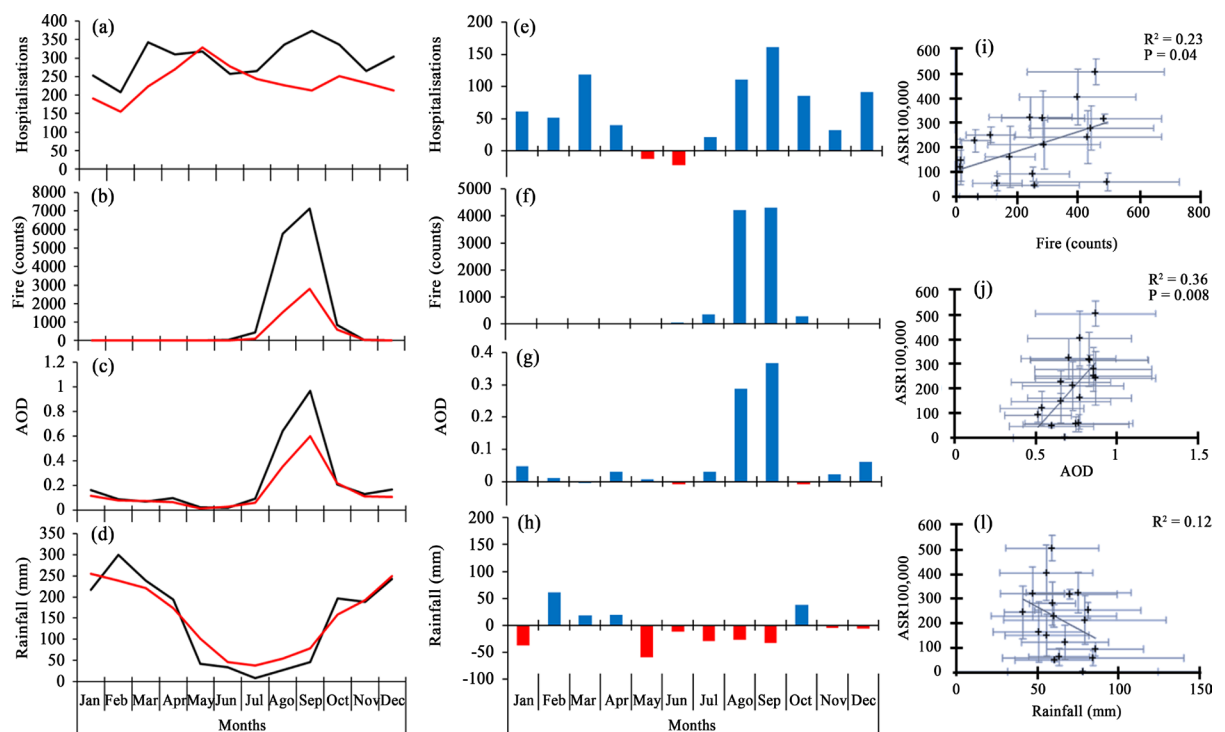 (a)
Hospitalisations
400
350
300
250
200
150
100
50
0
(b)
Fire (counts)
8000
7000
6000
5000
4000
3000
2000
1000
0
(c)
AOD
1.2
1
0.8
0.6
0.4
0.2
0
(d)
Rainfall (mm)
350
300
250
200
150
100
50
0
Jan Feb Mar Apr May Jun Jul Ago Sep Oct Nov Dec
Months
(e)
Hospitalisations
200
150
100
50
0
-50
(f)
Fire (counts)
5000
4000
3000
2000
1000
0
(g)
AOD
0.4
0.3
0.2
0.1
0
-0.1
(h)
Rainfall (mm)
200
150
100
50
0
-50
-100
Jan Feb Mar Apr May Jun Jul Ago Sep Oct Nov Dec
Months
(i)
R² = 0.23
P = 0.04
ASR100,000
600
500
400
300
200
100
0
0 200 400 600 800
Fire (counts)
(j)
R² = 0.36
P = 0.008
ASR100,000
600
500
400
300
200
100
0
0 0.5 1 1.5
AOD
(l)
R² = 0.12
ASR100,000
600
500
400
300
200
100
0
0 50 100 150
Rainfall (mm)